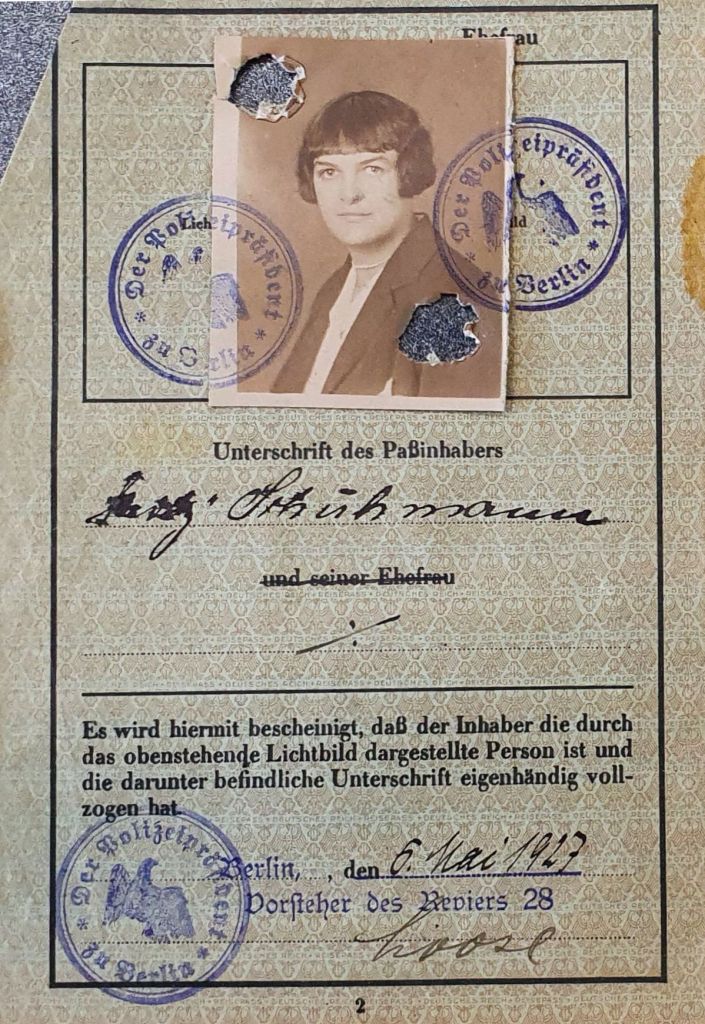 Ehefrau
Der Polizeipräsident zu Berlin
Der Polizeipräsident zu Berlin
Unterschrift des Paßinhabers
Schuhmann
und seiner Ehefrau
Es wird hiermit bescheinigt, daß der Inhaber die durch
das obenstehende Lichtbild dargestellte Person ist und
die darunter befindliche Unterschrift eigenhändig voll-
zogen hat.
Berlin, , den 6. Mai 1927
Vorsteher des Reviers 28
Loose
Der Polizeipräsident zu Berlin
2